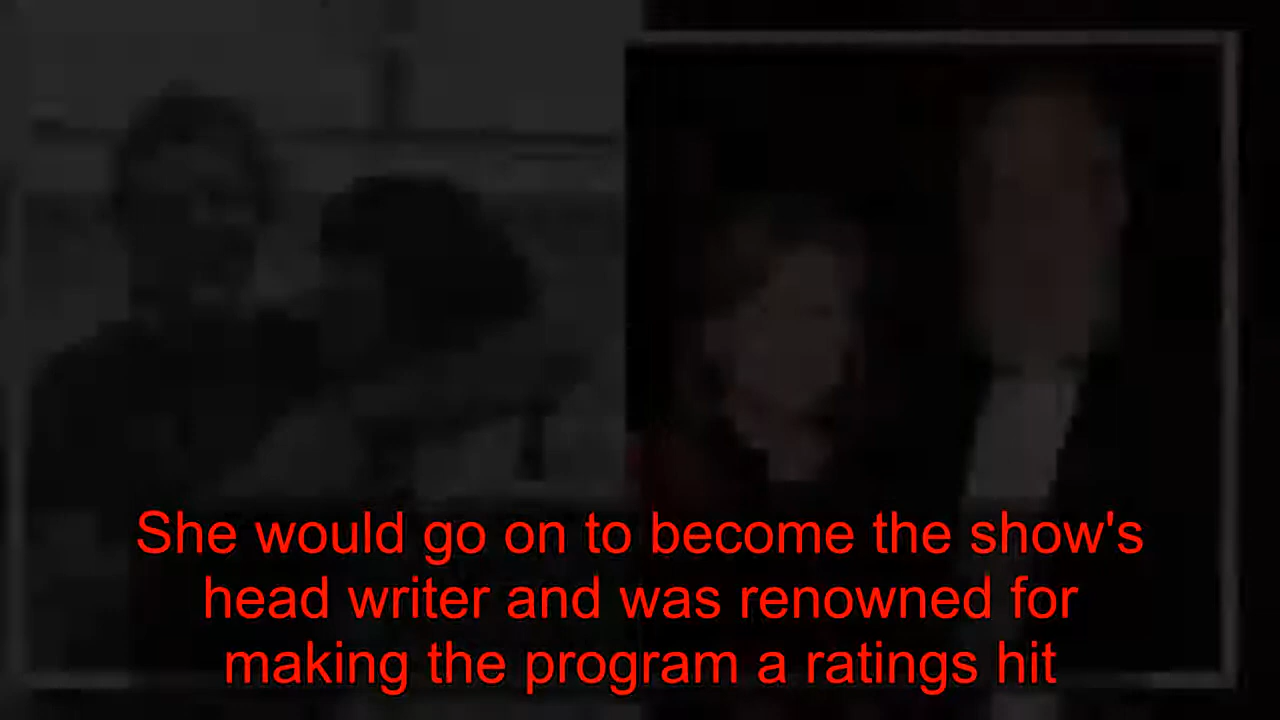 She would go on to become the show's
head writer and was renowned for
making the program a ratings hit